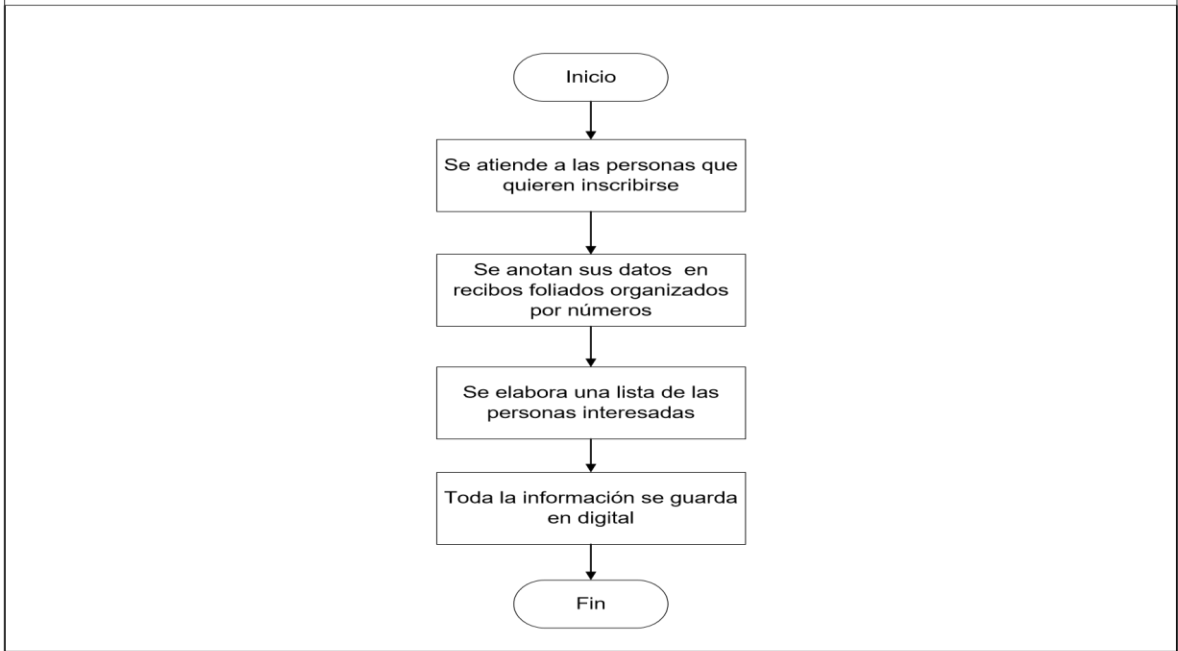 Inicio
Se atiende a las personas que
quieren inscribirse
Se anotan sus datos en
recibos foliados organizados
por números
Se elabora una lista de las
personas interesadas
Toda la información se guarda
en digital
Fin